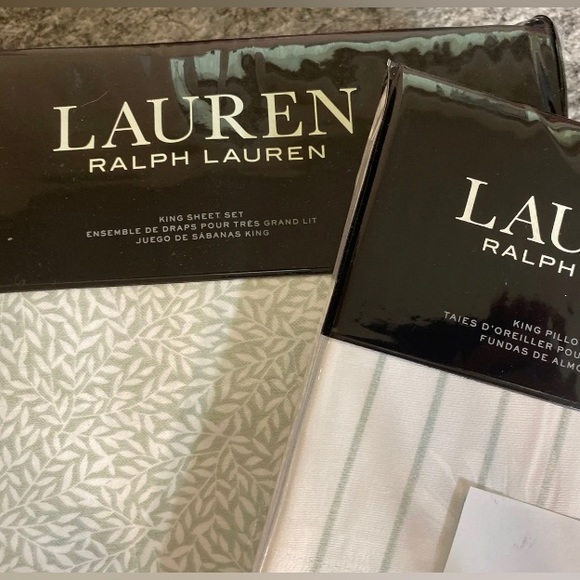 LAUREN
RALPH LAUREN
KING SHEET SET
ENSEMBLE DE DRAPS POUR TRÈS GRAND LIT
JUEGO DE SÁBANAS KING
LAU
RALPH
KING PILLO
TAIES D'OREILLER POU
FUNDAS DE ALMO